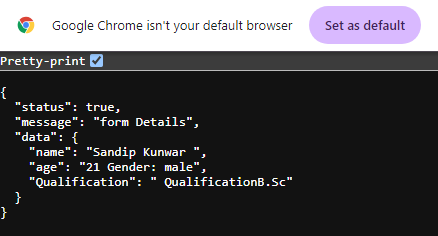 Google Chrome isn't your default browser Set as default
Pretty-print
{
  "status": true,
  "message": "form Details",
  "data": {
    "name": "Sandip Kunwar ",
    "age": "21 Gender: male",
    "Qualification": " QualificationB.Sc"
  }
}